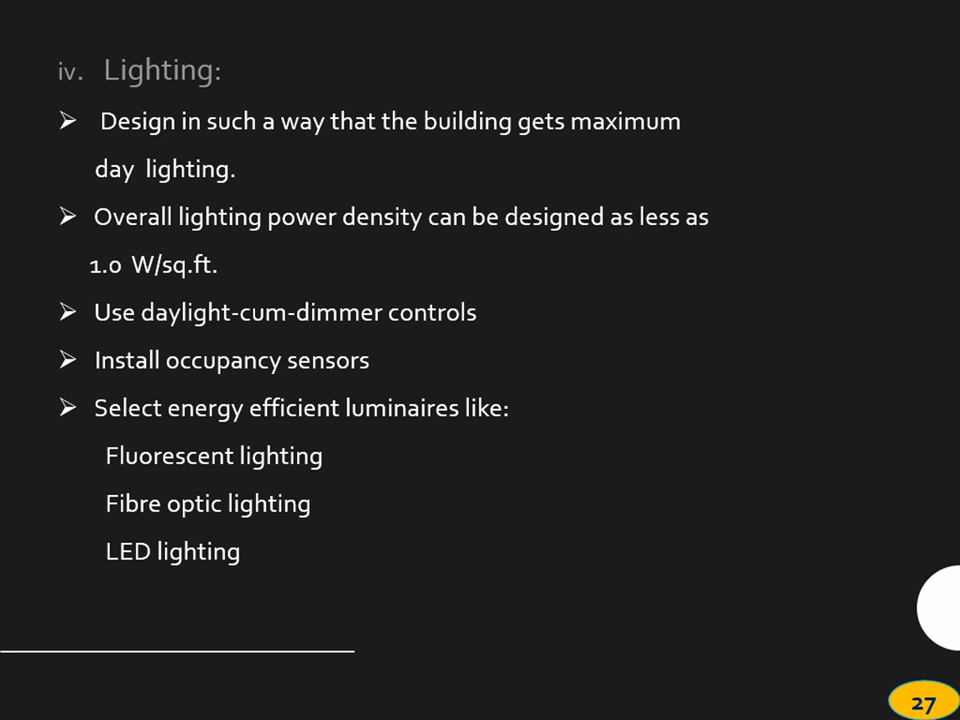 iv. Lighting:
➢ Design in such a way that the building gets maximum
day lighting.
➢ Overall lighting power density can be designed as less as
1.0 W/sq.ft.
➢ Use daylight-cum-dimmer controls
➢ Install occupancy sensors
➢ Select energy efficient luminaires like:
Fluorescent lighting
Fibre optic lighting
LED lighting
27